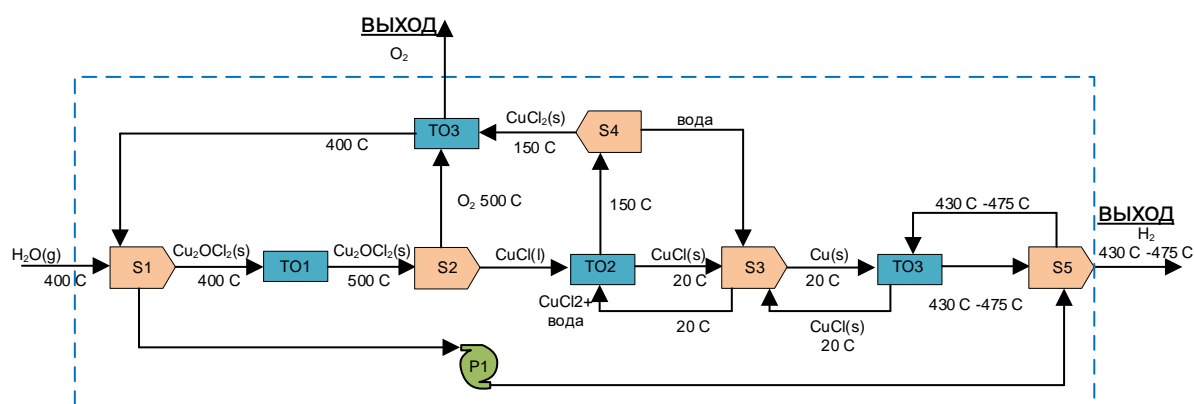 ВЫХОД
O₂
CuCl₂(s)
S4
вода
TO3
400 C
150 C
O₂ 500 C
150 C
430 C -475 C
ВЫХОД
H₂
H₂O(g)
400 C
S1
Cu₂OCl₂(s)
400 C
TO1
Cu₂OCl₂(s)
500 C
S2
CuCl(l)
TO2
CuCl(s)
20 C
S3
Cu(s)
20 C
TO3
430 C -475 C
S5
430 C -475 C
CuCl2+
вода
20 C
CuCl(s)
20 C
P1